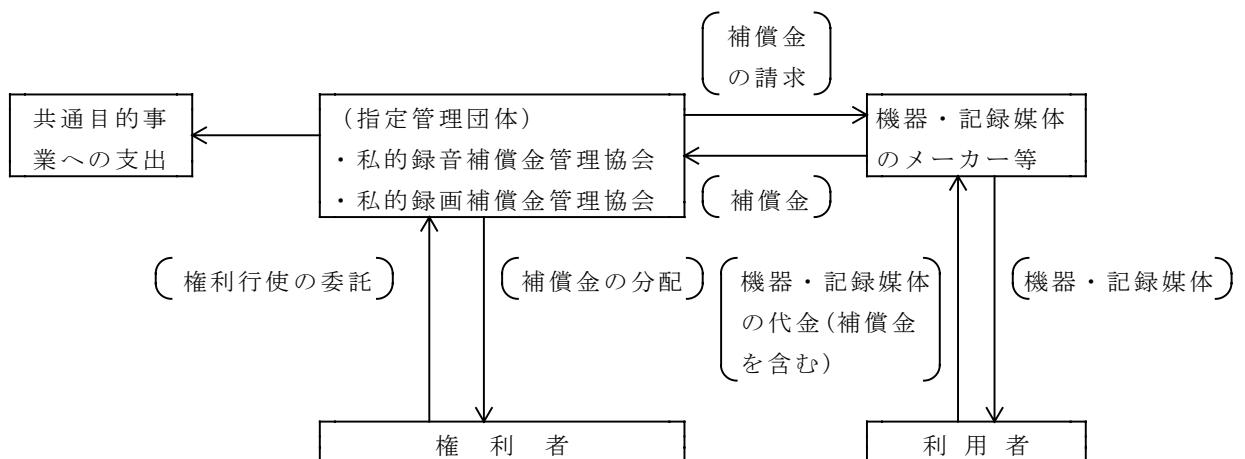 補償金
の請求
共通目的事
業への支出
(指定管理団体)
・私的録音補償金管理協会
・私的録画補償金管理協会
機器・記録媒体
のメーカー等
補償金
権利行使の委託
補償金の分配
機器・記録媒体
の代金(補償金
を含む)
機器・記録媒体
権利者
利用者